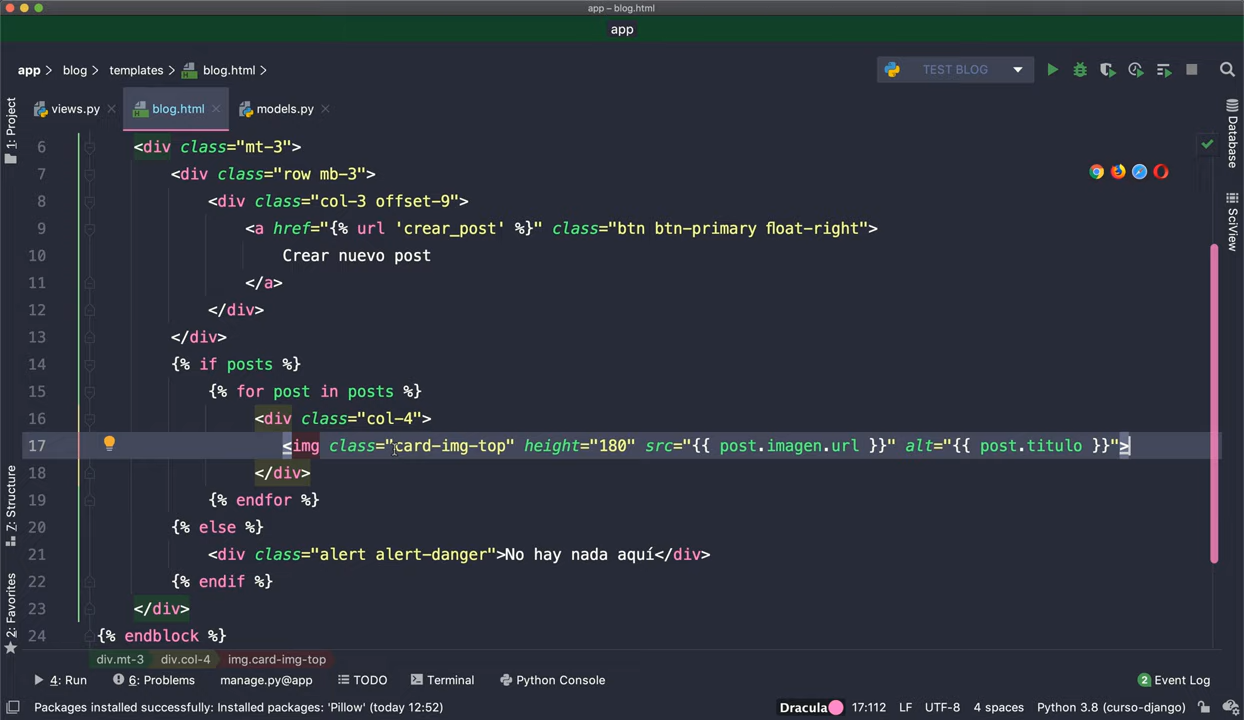 app – blog.html
app
app blog templates blog.html
TEST BLOG
views.py blog.html models.py
1: Project
Database
SciView
7: Structure
2: Favorites
6 <div class="mt-3">
7 <div class="row mb-3">
8 <div class="col-3 offset-9">
9 <a href="{% url 'crear_post' %}" class="btn btn-primary float-right">
10 Crear nuevo post
11 </a>
12 </div>
13 </div>
14 {% if posts %}
15 {% for post in posts %}
16 <div class="col-4">
17 <img class="card-img-top" height="180" src="{{ post.imagen.url }}" alt="{{ post.titulo }}">
18 </div>
19 {% endfor %}
20 {% else %}
21 <div class="alert alert-danger">No hay nada aquí</div>
22 {% endif %}
23 </div>
24 {% endblock %}
div.mt-3 div.col-4 img.card-img-top
4: Run 6: Problems manage.py@app TODO Terminal Python Console 2 Event Log
Packages installed successfully: Installed packages: 'Pillow' (today 12:52) Dracula 17:112 LF UTF-8 4 spaces Python 3.8 (curso-django)